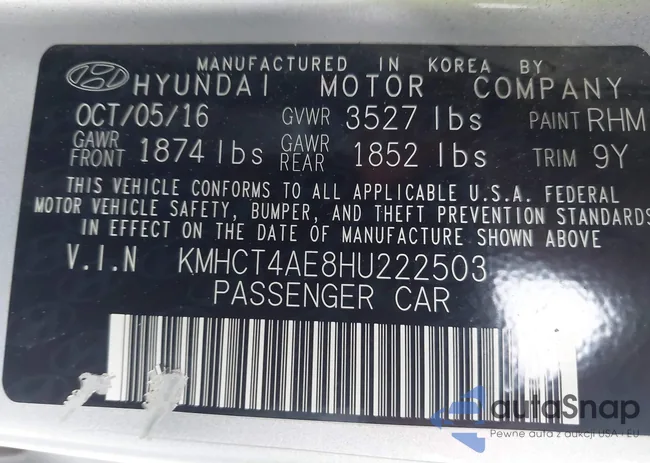 MANUFACTURED IN KOREA BY
HYUNDAI MOTOR COMPANY
OCT/05/16 GVWR 3527 lbs PAINT RHM
GAWR FRONT 1874 lbs GAWR REAR 1852 lbs TRIM 9Y
THIS VEHICLE CONFORMS TO ALL APPLICABLE U.S.A. FEDERAL
MOTOR VEHICLE SAFETY, BUMPER, AND THEFT PREVENTION STANDARDS
IN EFFECT ON THE DATE OF MANUFACTURE SHOWN ABOVE
V.I.N KMHCT4AE8HU222503
PASSENGER CAR
autaSnap
Pewne auta z aukcji USA i EU